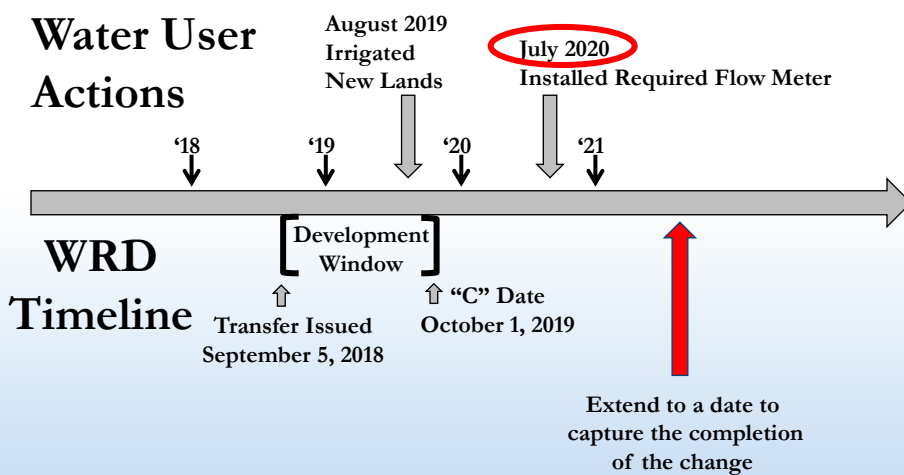 Water User
Actions
August 2019
Irrigated
New Lands
July 2020
Installed Required Flow Meter
‘18
‘19
‘20
‘21
WRD
Timeline
Development
Window
Transfer Issued
September 5, 2018
“C” Date
October 1, 2019
Extend to a date to
capture the completion
of the change